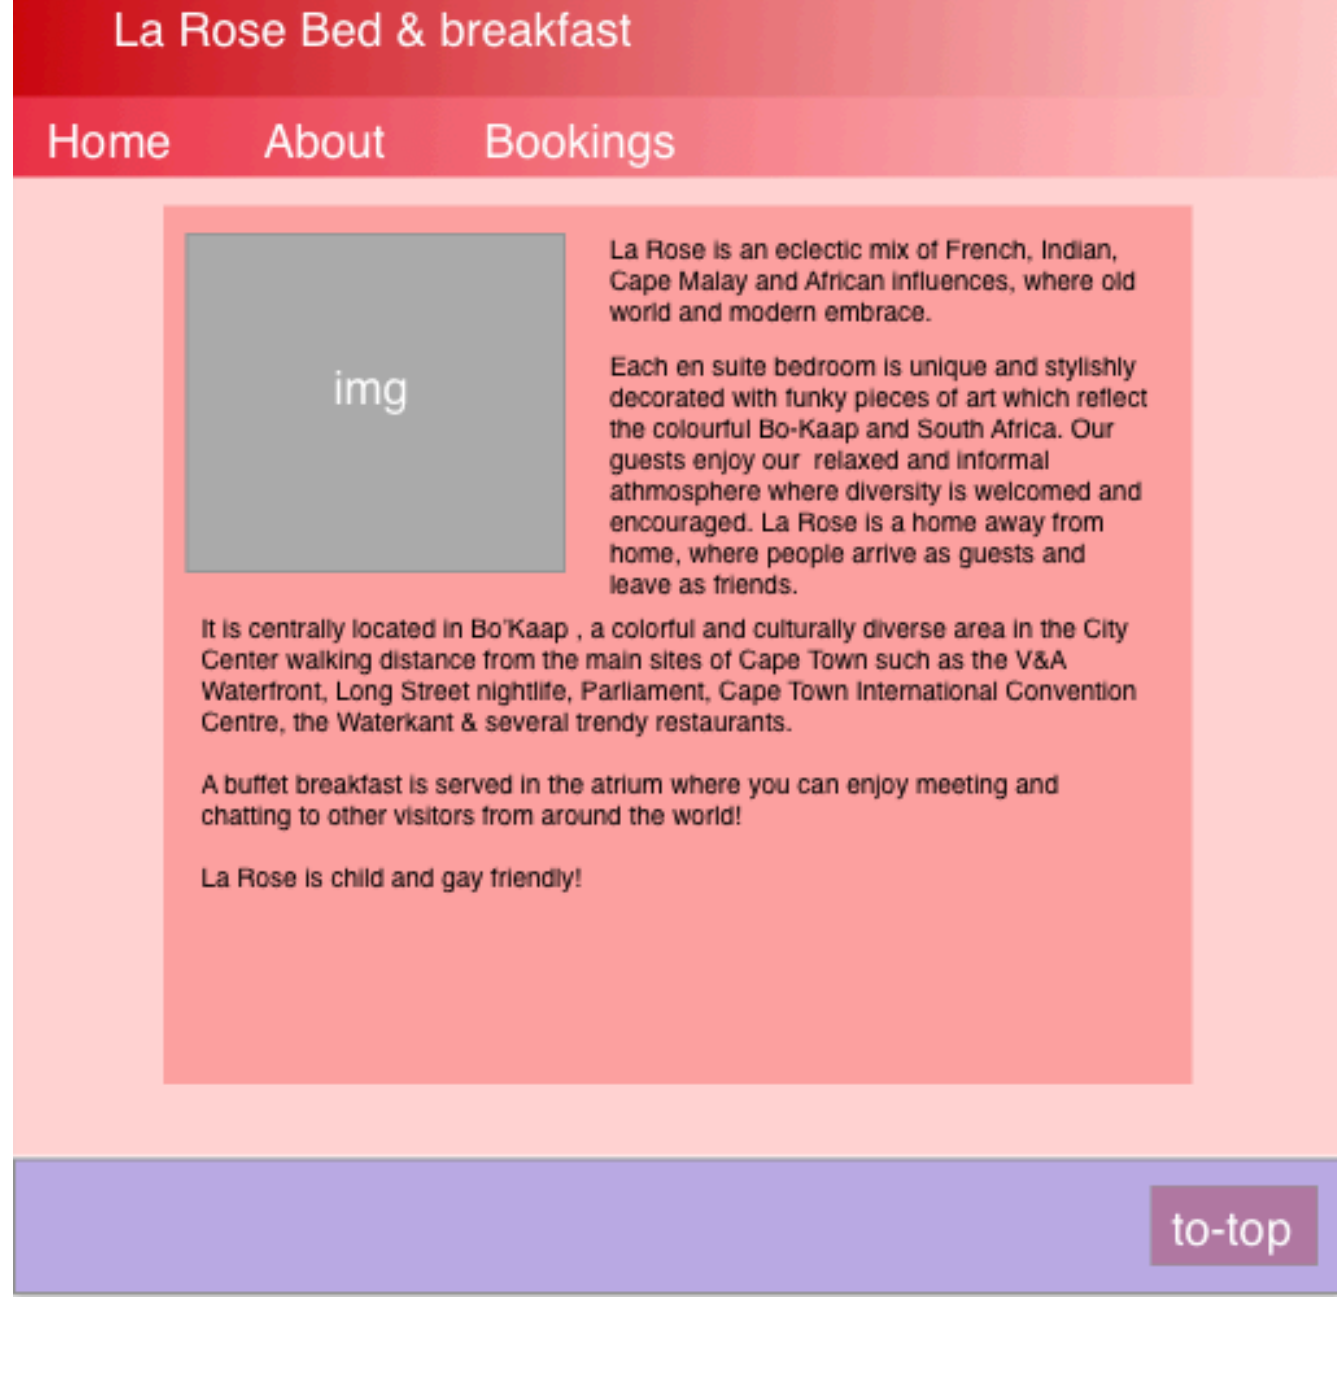 La Rose Bed & breakfast
Home About Bookings
img
La Rose is an eclectic mix of French, Indian,
Cape Malay and African influences, where old
world and modern embrace.
Each en suite bedroom is unique and stylishly
decorated with funky pieces of art which reflect
the colourful Bo-Kaap and South Africa. Our
guests enjoy our  relaxed and informal
athmosphere where diversity is welcomed and
encouraged. La Rose is a home away from
home, where people arrive as guests and
leave as friends.
It is centrally located in Bo'Kaap , a colorful and culturally diverse area in the City
Center walking distance from the main sites of Cape Town such as the V&A
Waterfront, Long Street nightlife, Parliament, Cape Town International Convention
Centre, the Waterkant & several trendy restaurants.
A buffet breakfast is served in the atrium where you can enjoy meeting and
chatting to other visitors from around the world!
La Rose is child and gay friendly!
to-top